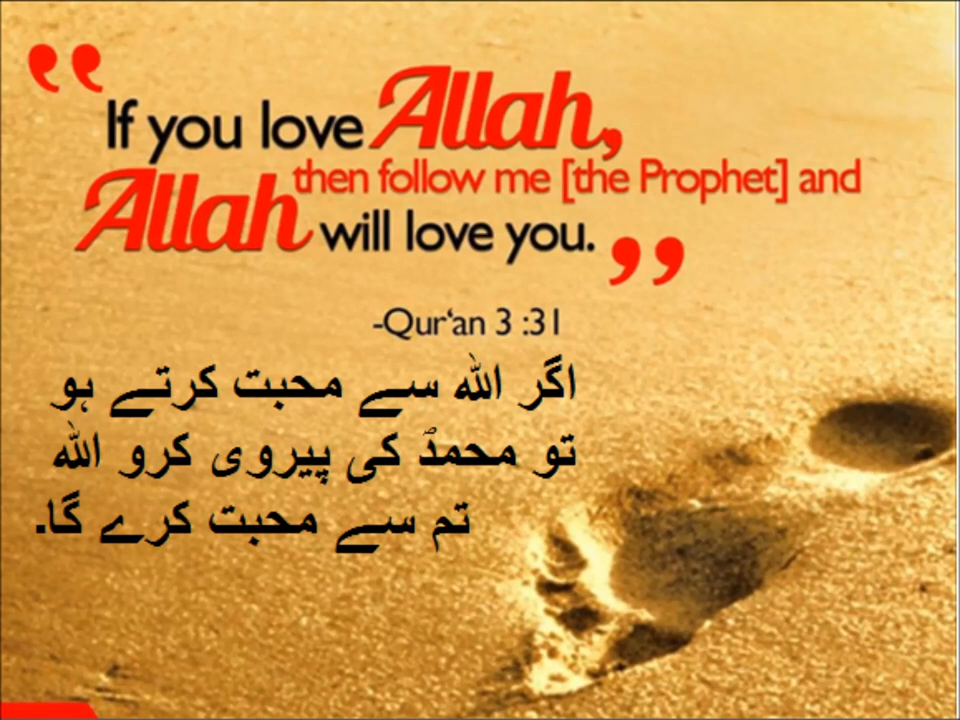 ”If you love Allah,
then follow me [the Prophet] and
Allah will love you.”
-Qur‘an 3 :31
اگر اللہ سے محبت کرتے ہو
تو محمدؐ کی پیروی کرو اللہ
تم سے محبت کرے گا.